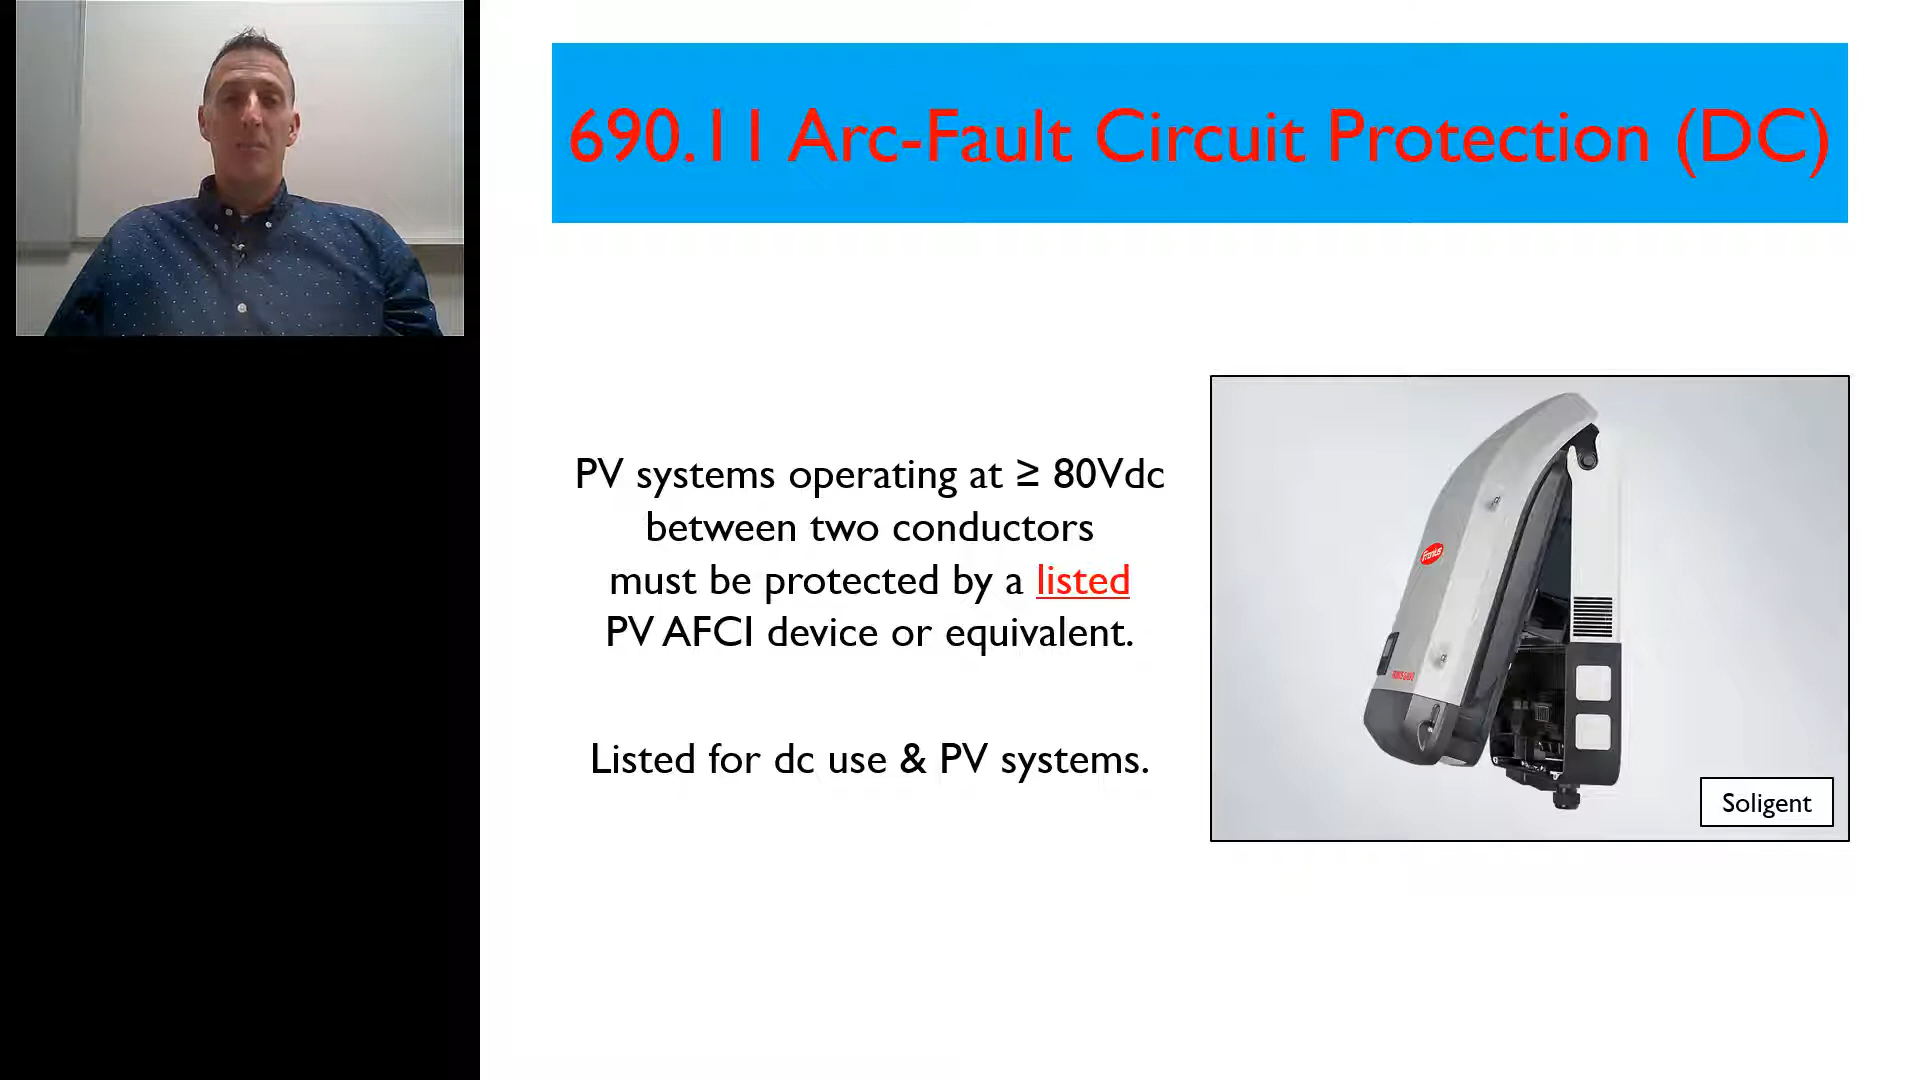 690.11 Arc-Fault Circuit Protection (DC)
PV systems operating at ≥ 80Vdc
between two conductors
must be protected by a listed
PV AFCI device or equivalent.
Listed for dc use & PV systems.
Fronius
Soligent